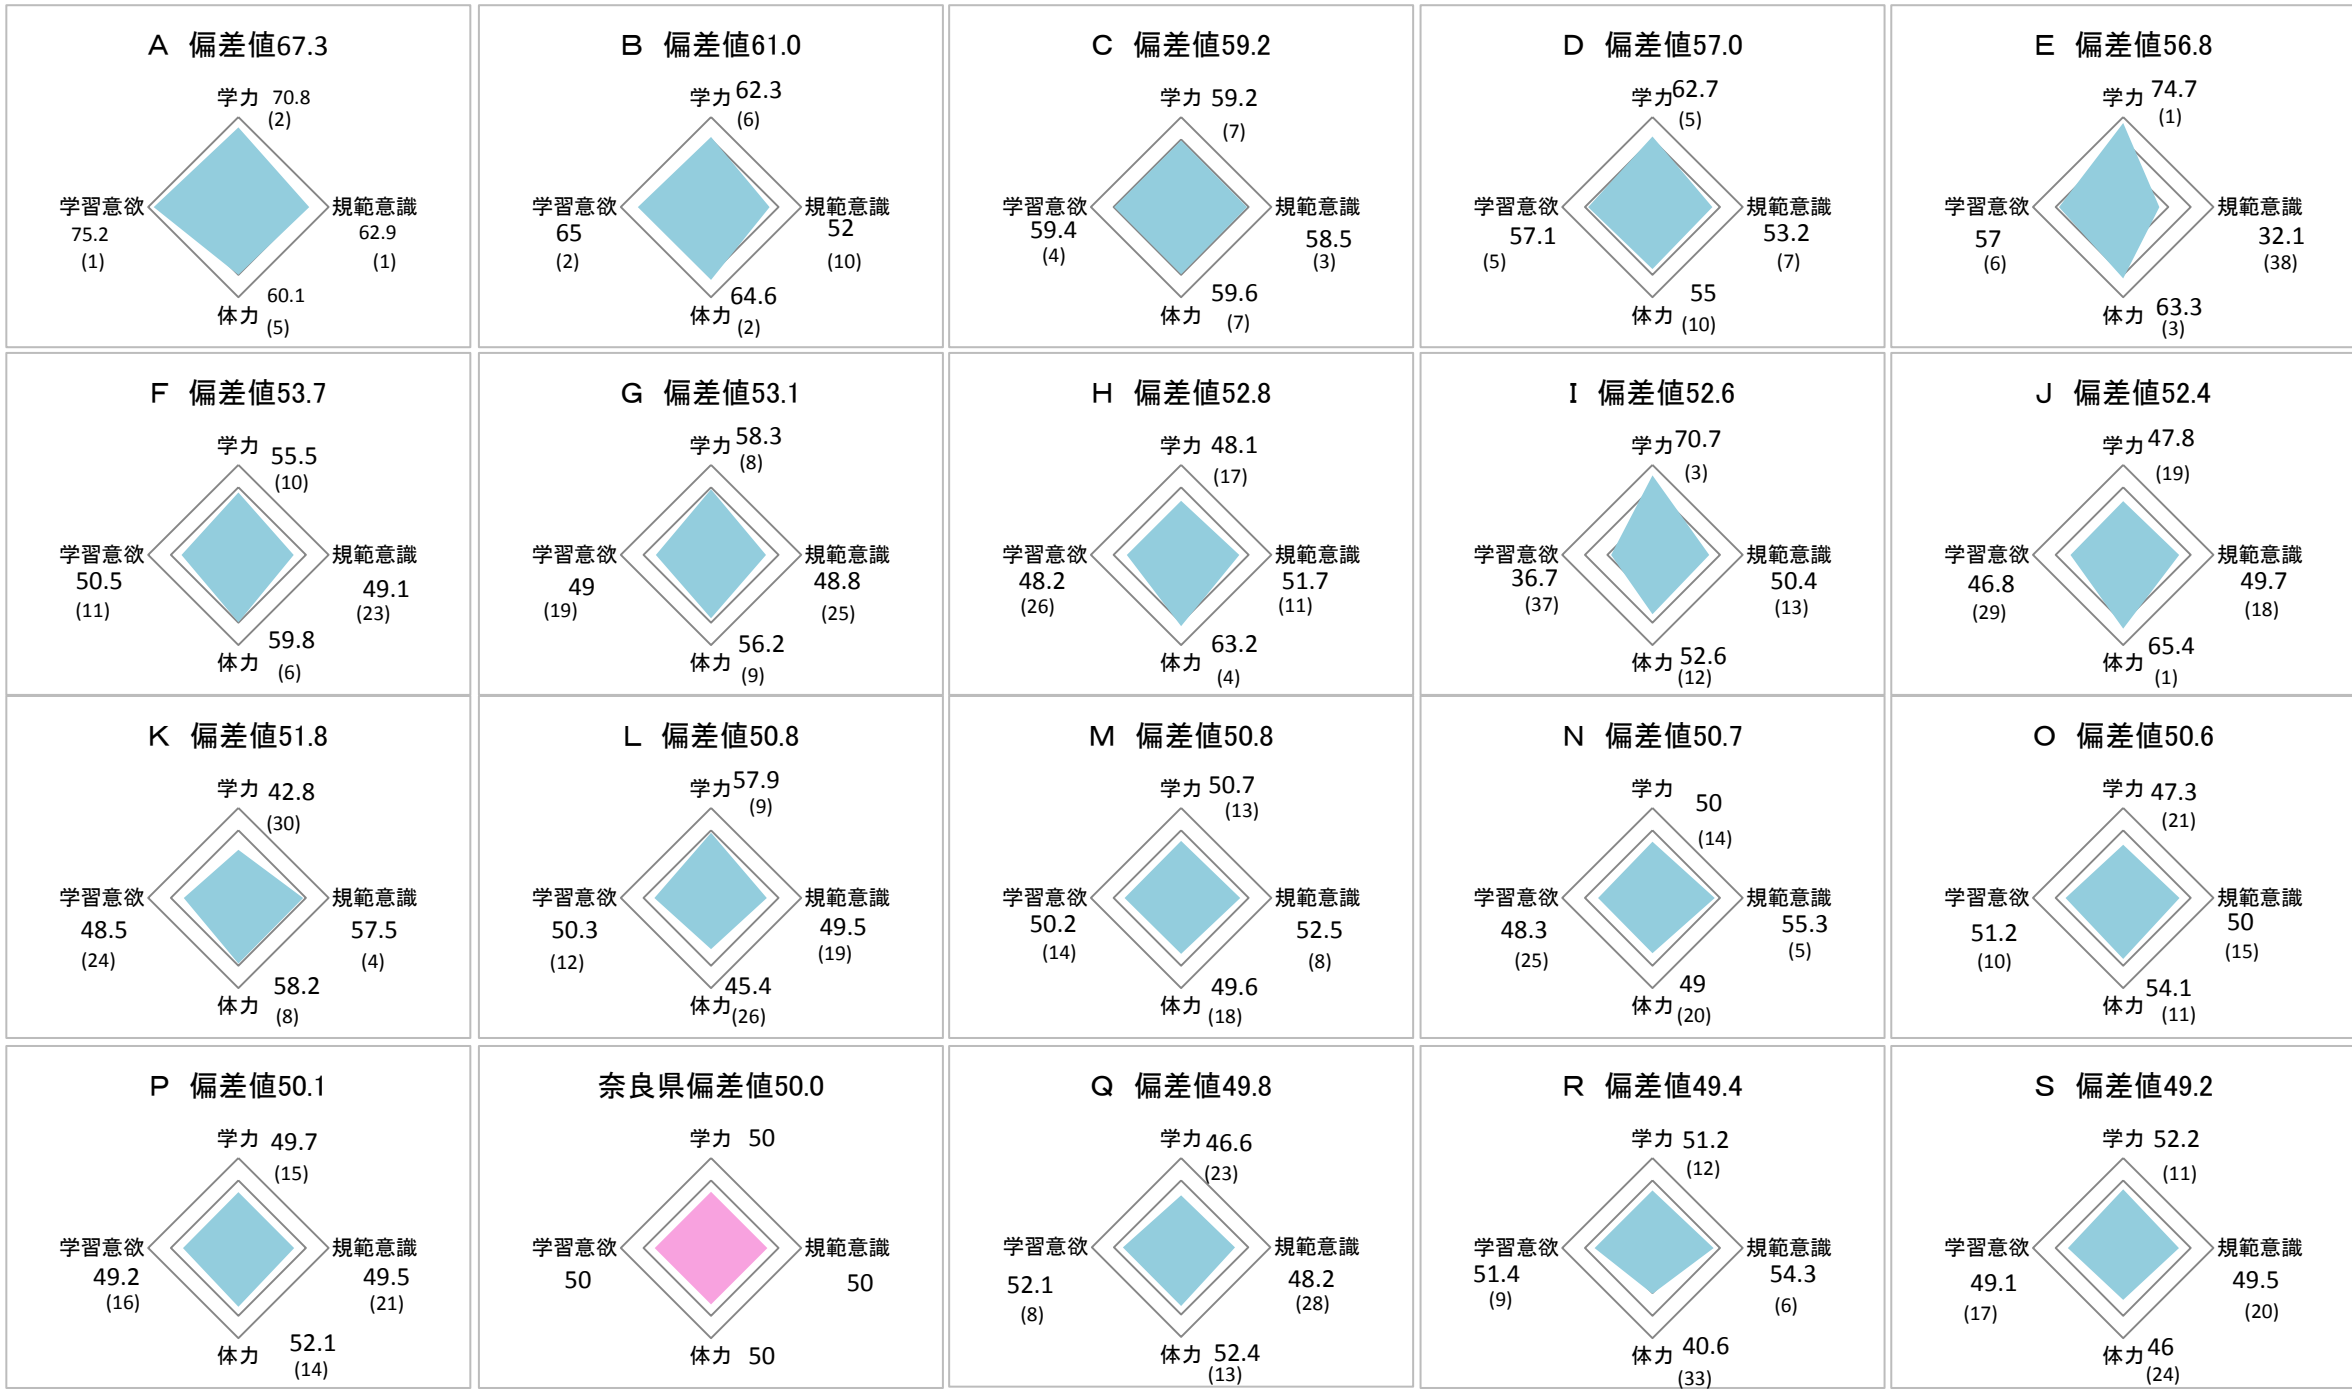 A 偏差値67.3
学力 70.8
(2)
学習意欲
75.2
(1)
規範意識
62.9
(1)
体力 60.1
(5)
B 偏差値61.0
学力 62.3
(6)
学習意欲
65
(2)
規範意識
52
(10)
体力 64.6
(2)
C 偏差値59.2
学力 59.2
(7)
学習意欲
59.4
(4)
規範意識
58.5
(3)
体力 59.6
(7)
D 偏差値57.0
学力 62.7
(5)
学習意欲
57.1
(5)
規範意識
53.2
(7)
体力 55
(10)
E 偏差値56.8
学力 74.7
(1)
学習意欲
57
(6)
規範意識
32.1
(38)
体力 63.3
(3)
F 偏差値53.7
学力 55.5
(10)
学習意欲
50.5
(11)
規範意識
49.1
(23)
体力 59.8
(6)
G 偏差値53.1
学力 58.3
(8)
学習意欲
49
(19)
規範意識
48.8
(25)
体力 56.2
(9)
H 偏差値52.8
学力 48.1
(17)
学習意欲
48.2
(26)
規範意識
51.7
(11)
体力 63.2
(4)
I 偏差値52.6
学力 70.7
(3)
学習意欲
36.7
(37)
規範意識
50.4
(13)
体力 52.6
(12)
J 偏差値52.4
学力 47.8
(19)
学習意欲
46.8
(29)
規範意識
49.7
(18)
体力 65.4
(1)
K 偏差値51.8
学力 42.8
(30)
学習意欲
48.5
(24)
規範意識
57.5
(4)
体力 58.2
(8)
L 偏差値50.8
学力 57.9
(9)
学習意欲
50.3
(12)
規範意識
49.5
(19)
体力 45.4
(26)
M 偏差値50.8
学力 50.7
(13)
学習意欲
50.2
(14)
規範意識
52.5
(8)
体力 49.6
(18)
N 偏差値50.7
学力 50
(14)
学習意欲
48.3
(25)
規範意識
55.3
(5)
体力 49
(20)
O 偏差値50.6
学力 47.3
(21)
学習意欲
51.2
(10)
規範意識
50
(15)
体力 54.1
(11)
P 偏差値50.1
学力 49.7
(15)
学習意欲
49.2
(16)
規範意識
49.5
(21)
体力 52.1
(14)
奈良県偏差値50.0
学力 50
学習意欲
50
規範意識
50
体力 50
Q 偏差値49.8
学力 46.6
(23)
学習意欲
52.1
(8)
規範意識
48.2
(28)
体力 52.4
(13)
R 偏差値49.4
学力 51.2
(12)
学習意欲
51.4
(9)
規範意識
54.3
(6)
体力 40.6
(33)
S 偏差値49.2
学力 52.2
(11)
学習意欲
49.1
(17)
規範意識
49.5
(20)
体力 46
(24)